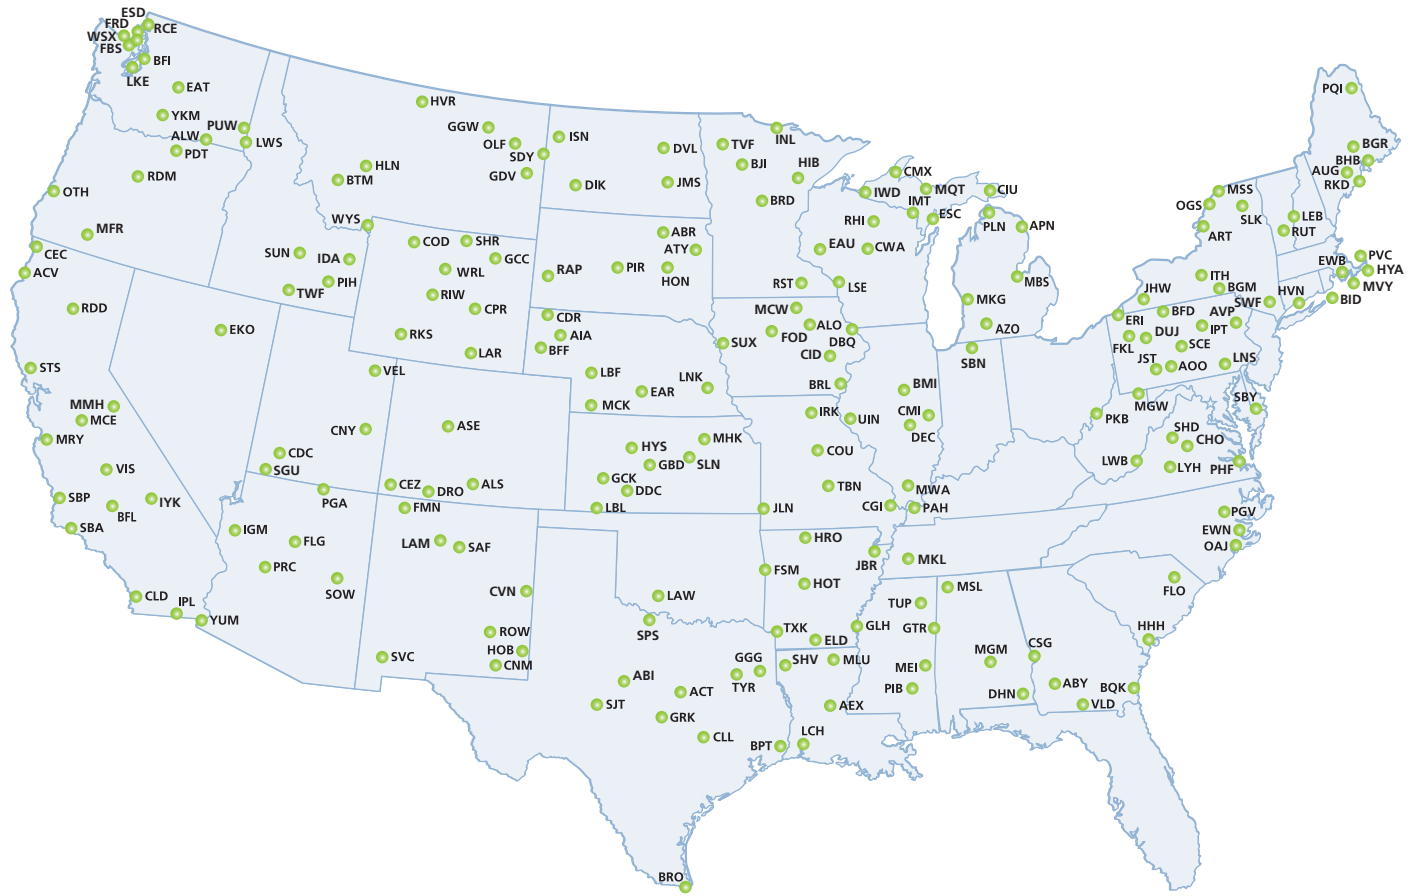 ESD
FRD
RCE
WSX
FBS
BFI
LKE
EAT
YKM
PUW
ALW
LWS
PDT
RDM
OTH
MFR
CEC
ACV
RDD
STS
MMH
MCE
MRY
VIS
SBP
BFL
IYK
SBA
CLD
IPL
YUM
HVR
GGW
OLF
SDY
GDV
HLN
BTM
WYS
SUN
IDA
PIH
TWF
EKO
COD
SHR
GCC
WRL
RIW
CPR
RKS
LAR
VEL
CNY
CDC
SGU
PGA
IGM
FLG
PRC
SOW
ASE
CEZ
DRO
ALS
FMN
LAM
SAF
CVN
ROW
HOB
CNM
SVC
ISN
DVL
DIK
JMS
ABR
ATY
RAP
PIR
HON
CDR
AIA
BFF
LBF
EAR
LNK
MCK
HYS
MHK
GBD
SLN
GCK
DDC
LBL
LAW
SPS
ABI
SJT
ACT
GRK
CLL
GGG
TYR
BPT
BRO
TVF
INL
BJI
HIB
BRD
RST
MCW
FOD
ALO
DBQ
SUX
CID
BRL
IRK
UIN
COU
TBN
JLN
CGI
HRO
JBR
FSM
HOT
TXK
ELD
SHV
MLU
AEX
LCH
CMX
IWD
MQT
CIU
IMT
ESC
RHI
EAU
CWA
LSE
PLN
APN
MBS
MKG
AZO
SBN
BMI
CMI
DEC
MWA
PAH
MKL
MSL
TUP
GTR
GLH
MEI
PIB
MGM
DHN
CSG
ABY
VLD
BQK
HHH
FLO
PGV
EWN
OAJ
PHF
LYH
CHO
SHD
LWB
PKB
MGW
SBY
LNS
AOO
JST
SCE
DUJ
FKL
ERI
BFD
IPT
AVP
JHW
ITH
BGM
SWF
HVN
BID
MVY
HYA
PVC
EWB
ART
OGS
MSS
SLK
RUT
LEB
PQI
BGR
BHB
AUG
RKD